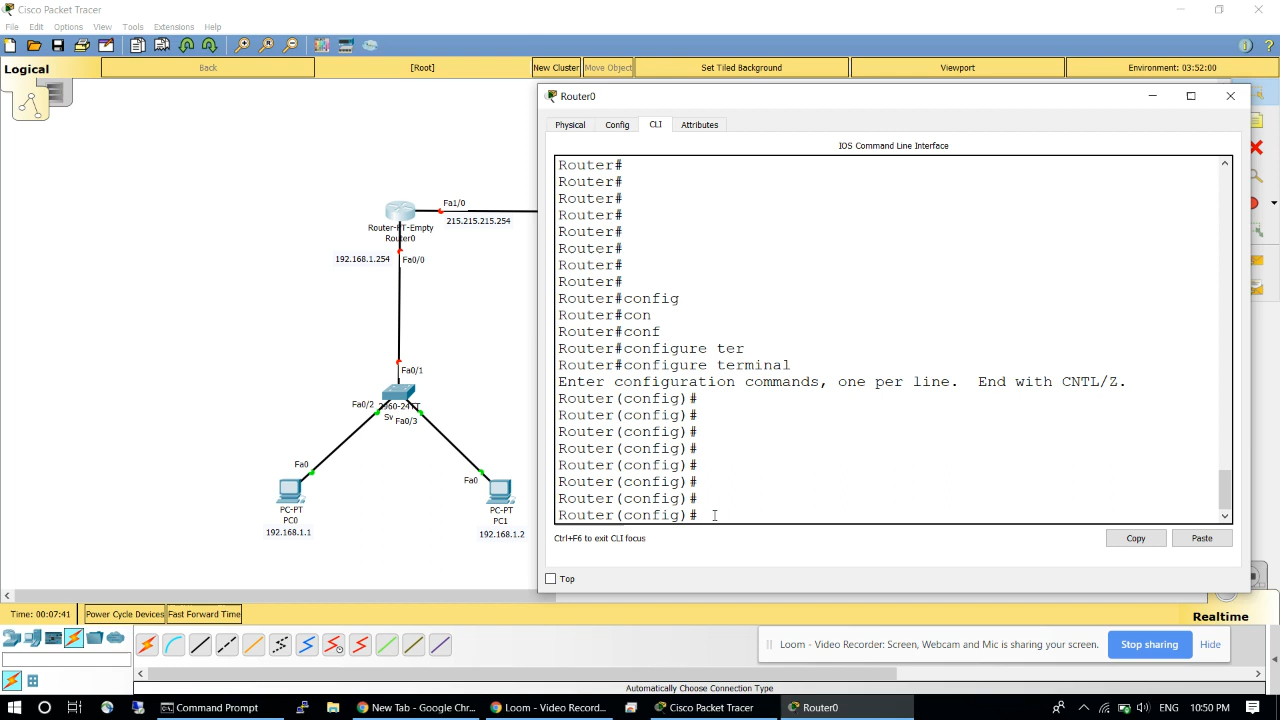 Cisco Packet Tracer
File Edit Options View Tools Extensions Help
Logical Back [Root] New Cluster Move Object Set Tiled Background Viewport Environment: 03:52:00
Router0
Physical Config CLI Attributes
IOS Command Line Interface
Router#
Router#
Router#
Router#
Router#
Router#
Router#
Router#
Router#config
Router#con
Router#conf
Router#configure ter
Router#configure terminal
Enter configuration commands, one per line. End with CNTL/Z.
Router(config)#
Router(config)#
Router(config)#
Router(config)#
Router(config)#
Router(config)#
Router(config)#
Router(config)#
Ctrl+F6 to exit CLI focus
Copy Paste
Top
Fa1/0
215.215.215.254
Router-PT-Empty
Router0
192.168.1.254 Fa0/0
Fa0/1
Fa0/2 2960-24TT
Sw Fa0/3
Fa0 Fa0
PC-PT
PC0
192.168.1.1
PC-PT
PC1
192.168.1.2
Time: 00:07:41 Power Cycle Devices Fast Forward Time Realtime
Loom - Video Recorder: Screen, Webcam and Mic is sharing your screen. Stop sharing Hide
Automatically Choose Connection Type
Command Prompt New Tab - Google Chr... Loom - Video Record... Cisco Packet Tracer Router0 10:50 PM